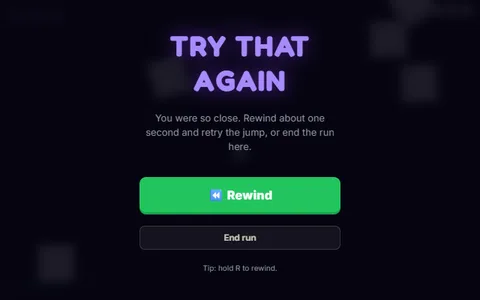 TRY THAT
AGAIN
You were so close. Rewind about one
second and retry the jump, or end the run
here.
⏪ Rewind
End run
Tip: hold R to rewind.